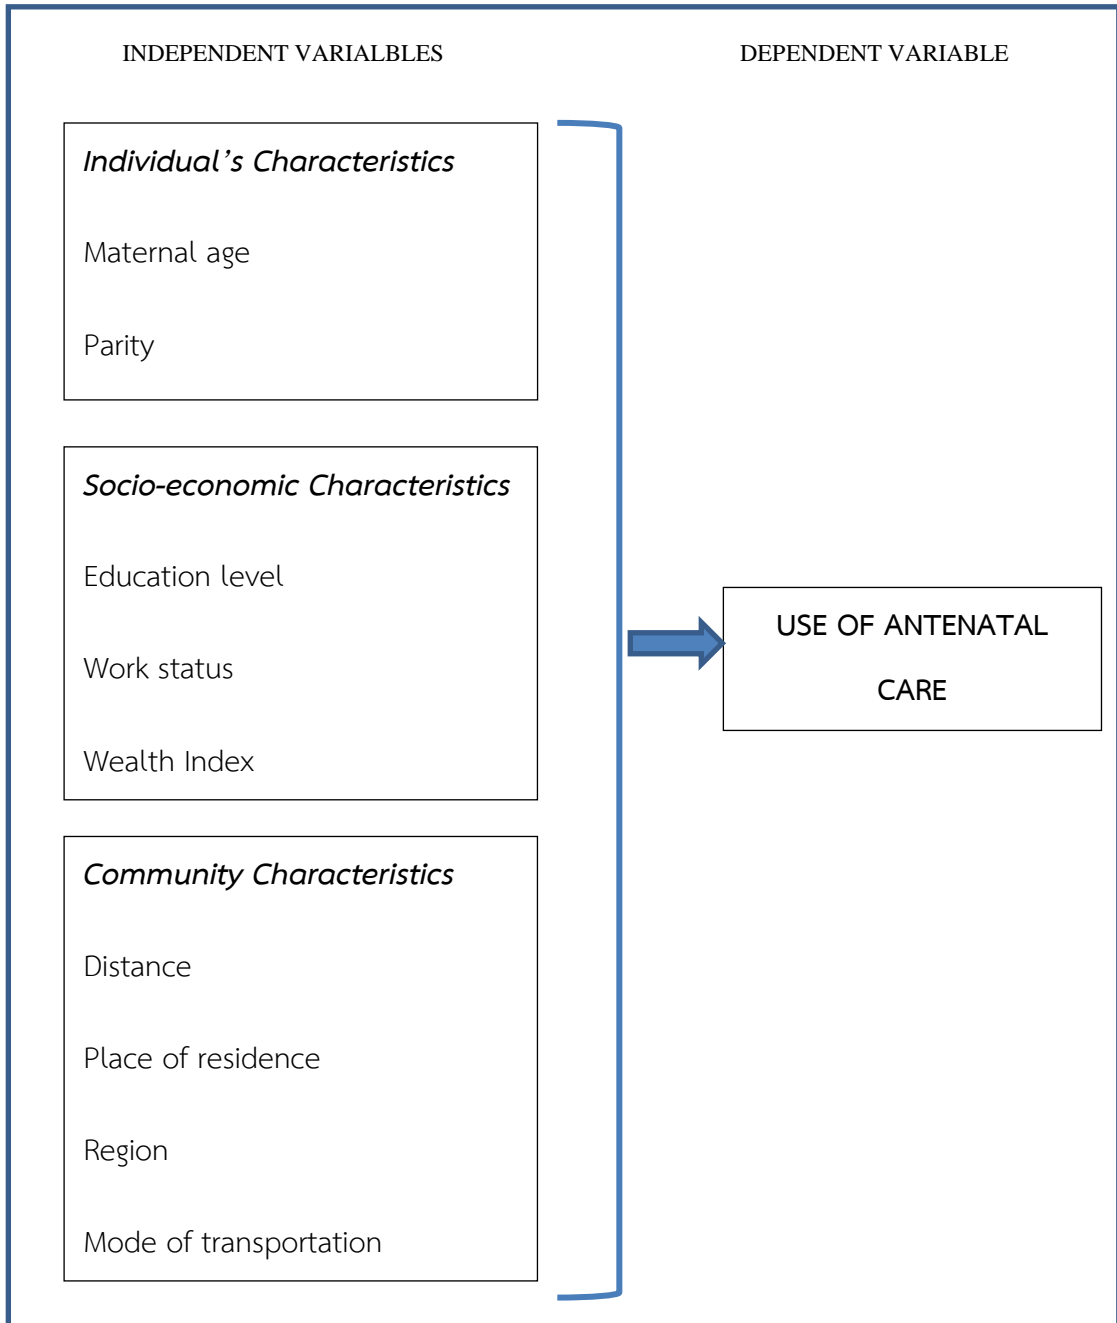 INDEPENDENT VARIALBLES
DEPENDENT VARIABLE
Individual's Characteristics
Maternal age
Parity
Socio-economic Characteristics
Education level
Work status
Wealth Index
Community Characteristics
Distance
Place of residence
Region
Mode of transportation
USE OF ANTENATAL
CARE